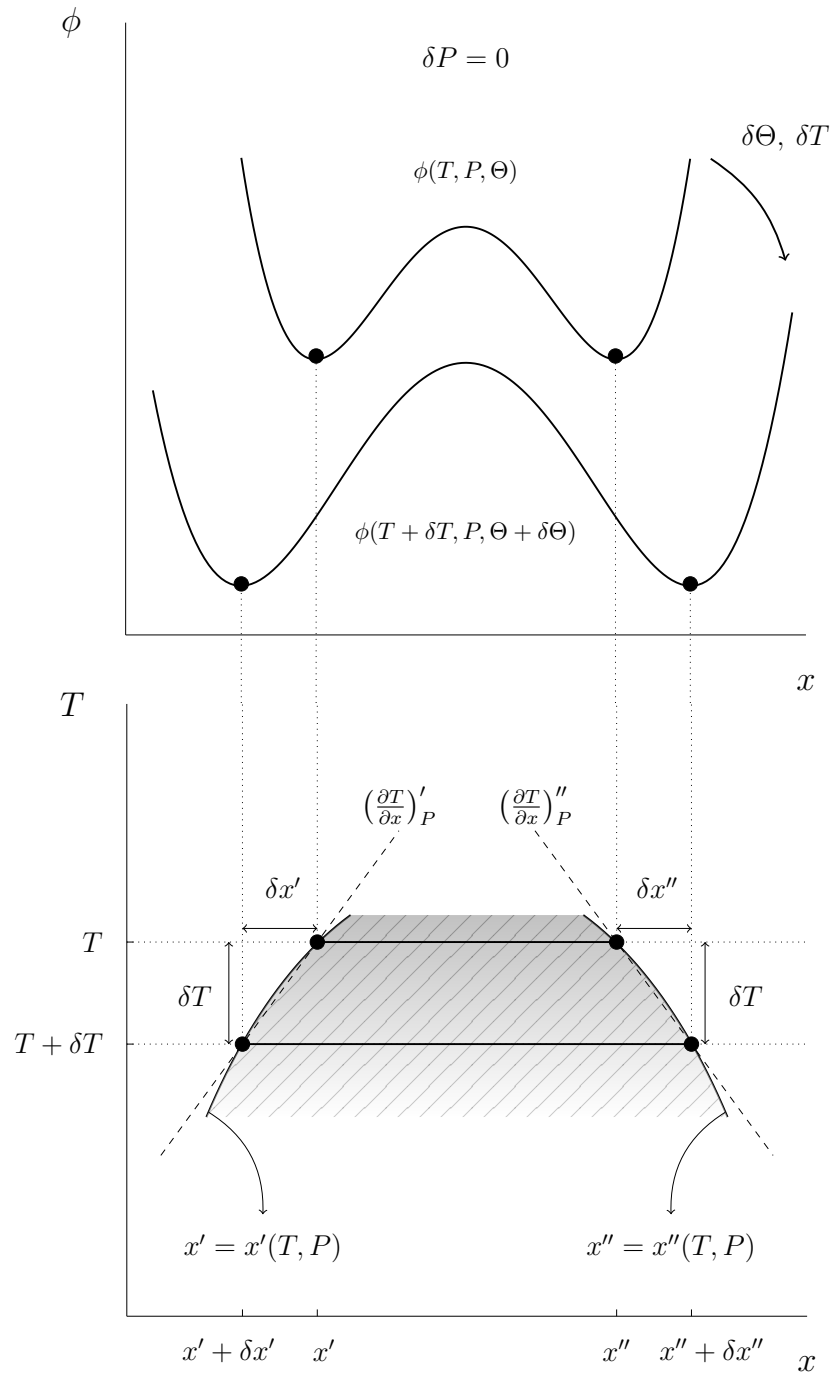 ϕ
δP = 0
δΘ, δT
ϕ(T, P, Θ)
ϕ(T + δT, P, Θ + δΘ)
x
T
(∂T/∂x)′_P (∂T/∂x)″_P
δx′ δx″
T
δT δT
T + δT
x′ = x′(T, P) x″ = x″(T, P)
x′ + δx′ x′ x″ x″ + δx″ x